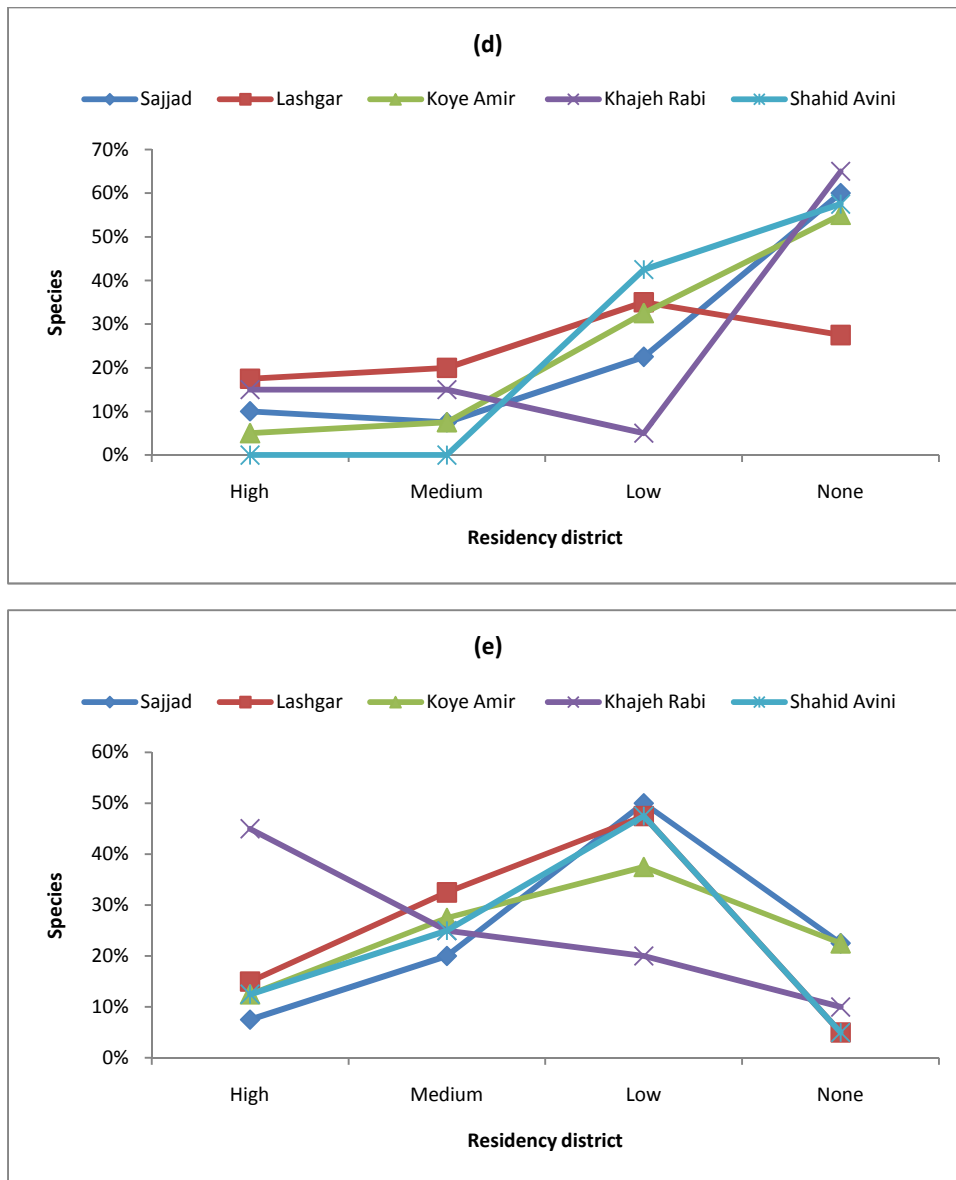 (d)
Sajjad Lashgar Koye Amir Khajeh Rabi Shahid Avini
70%
60%
50%
40%
30%
20%
10%
0%
Species
High Medium Low None
Residency district
(e)
Sajjad Lashgar Koye Amir Khajeh Rabi Shahid Avini
60%
50%
40%
30%
20%
10%
0%
Species
High Medium Low None
Residency district